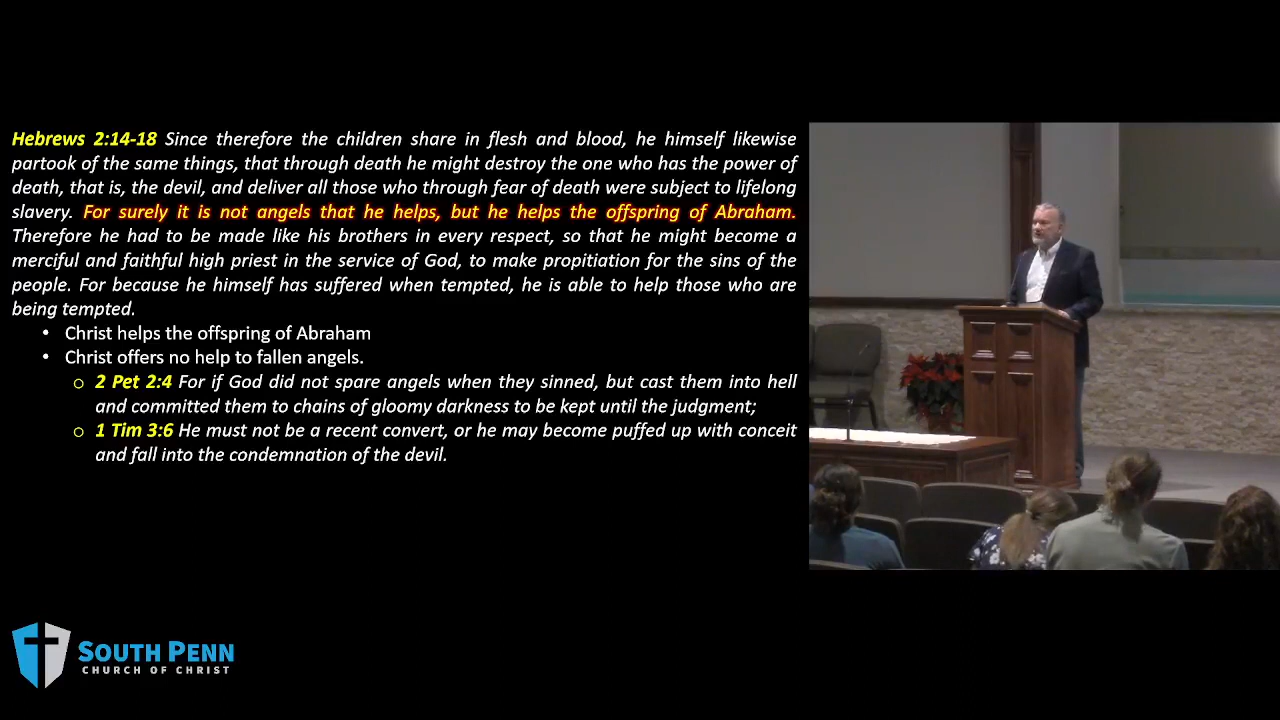 Hebrews 2:14-18 Since therefore the children share in flesh and blood, he himself likewise
partook of the same things, that through death he might destroy the one who has the power of
death, that is, the devil, and deliver all those who through fear of death were subject to lifelong
slavery. For surely it is not angels that he helps, but he helps the offspring of Abraham.
Therefore he had to be made like his brothers in every respect, so that he might become a
merciful and faithful high priest in the service of God, to make propitiation for the sins of the
people. For because he himself has suffered when tempted, he is able to help those who are
being tempted.
• Christ helps the offspring of Abraham
• Christ offers no help to fallen angels.
o 2 Pet 2:4 For if God did not spare angels when they sinned, but cast them into hell
and committed them to chains of gloomy darkness to be kept until the judgment;
o 1 Tim 3:6 He must not be a recent convert, or he may become puffed up with conceit
and fall into the condemnation of the devil.
SOUTH PENN
CHURCH OF CHRIST